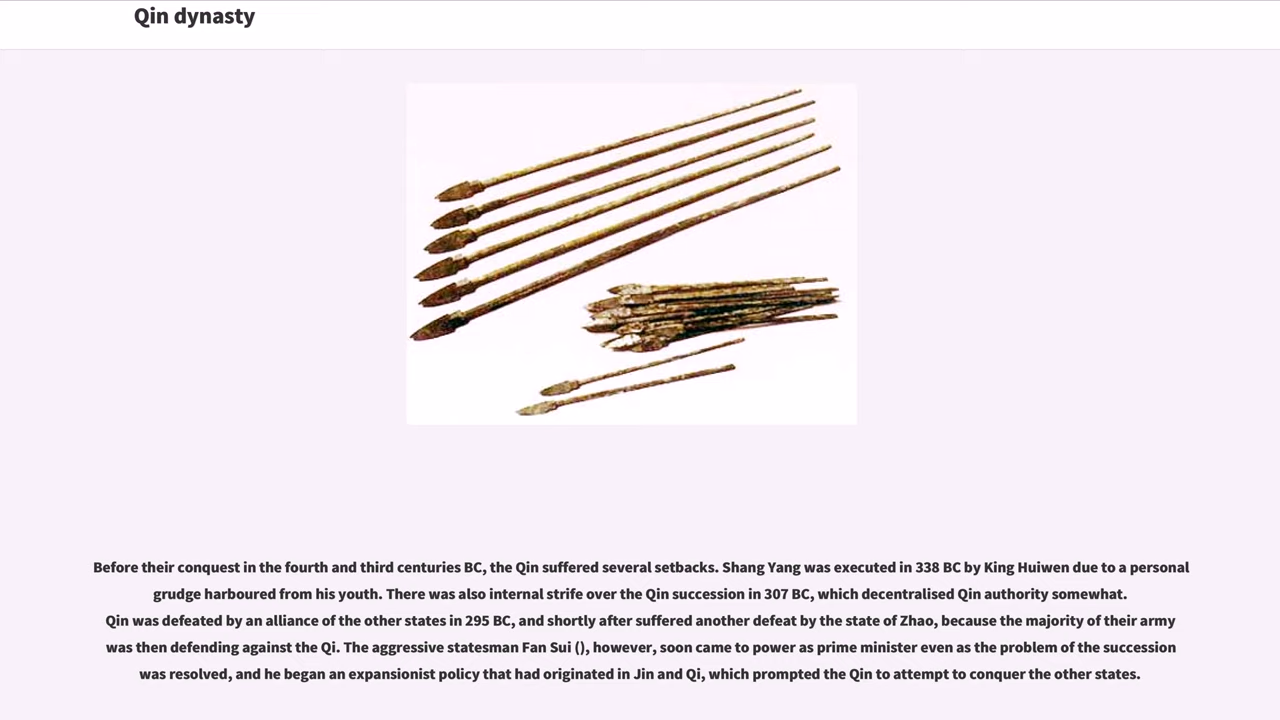 Qin dynasty
Before their conquest in the fourth and third centuries BC, the Qin suffered several setbacks. Shang Yang was executed in 338 BC by King Huiwen due to a personal
grudge harboured from his youth. There was also internal strife over the Qin succession in 307 BC, which decentralised Qin authority somewhat.
Qin was defeated by an alliance of the other states in 295 BC, and shortly after suffered another defeat by the state of Zhao, because the majority of their army
was then defending against the Qi. The aggressive statesman Fan Sui (), however, soon came to power as prime minister even as the problem of the succession
was resolved, and he began an expansionist policy that had originated in Jin and Qi, which prompted the Qin to attempt to conquer the other states.